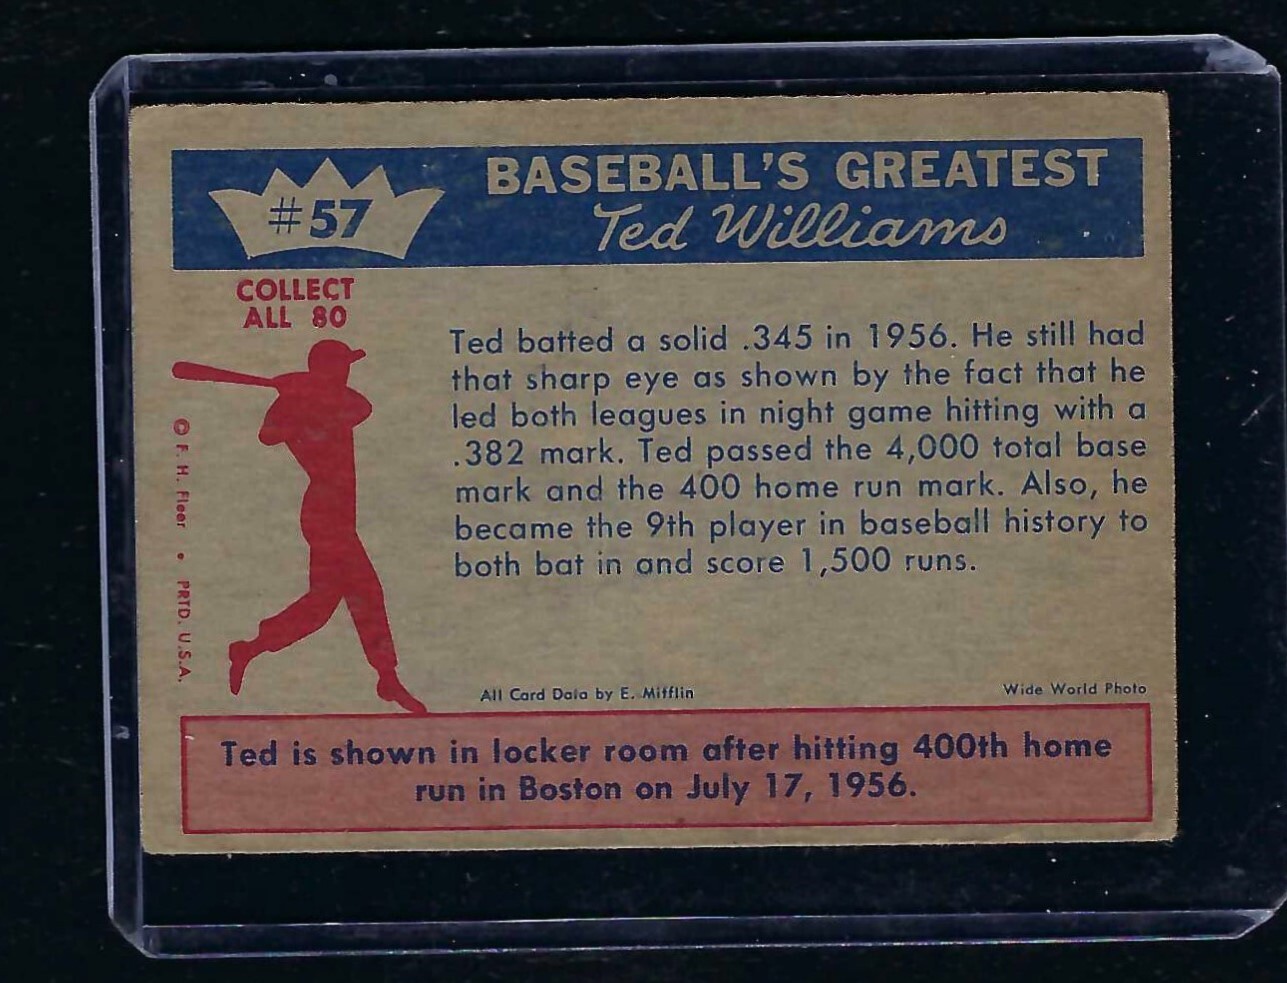 #57
BASEBALL'S GREATEST
Ted Williams
COLLECT
ALL 80
Ted batted a solid .345 in 1956. He still had
that sharp eye as shown by the fact that he
led both leagues in night game hitting with a
.382 mark. Ted passed the 4,000 total base
mark and the 400 home run mark. Also, he
became the 9th player in baseball history to
both bat in and score 1,500 runs.
© F. H. Fleer • PRTD. U.S.A.
All Card Data by E. Mifflin
Wide World Photo
Ted is shown in locker room after hitting 400th home
run in Boston on July 17, 1956.